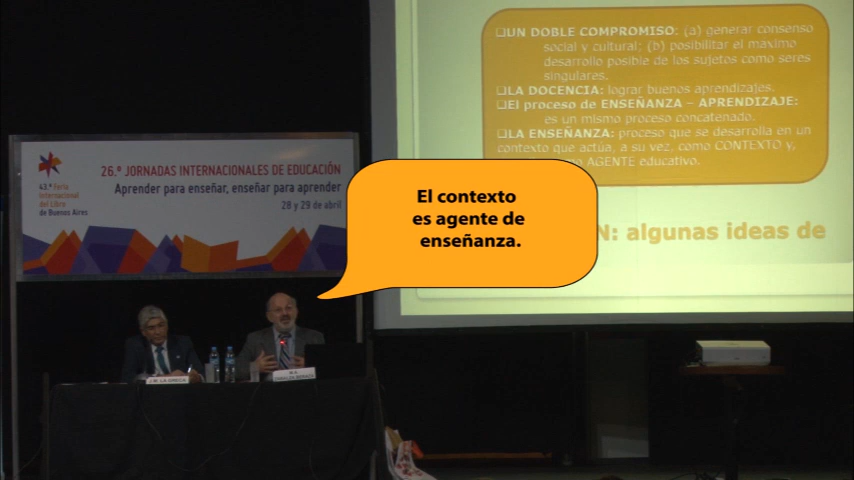 ❑UN DOBLE COMPROMISO: (a) generar consenso
social y cultural; (b) posibilitar el máximo
desarrollo posible de los sujetos como seres
singulares.
❑LA DOCENCIA: lograr buenos aprendizajes.
❑El proceso de ENSEÑANZA – APRENDIZAJE:
es un mismo proceso concatenado.
❑LA ENSEÑANZA: proceso que se desarrolla en un
contexto que actúa, a su vez, como CONTEXTO y,
AGENTE educativo.
N: algunas ideas de
26.º JORNADAS INTERNACIONALES DE EDUCACIÓN
Aprender para enseñar, enseñar para aprender
28 y 29 de abril
43.ª Feria
Internacional
del Libro
de Buenos Aires
El contexto
es agente de
enseñanza.
J.M. LA GRECA